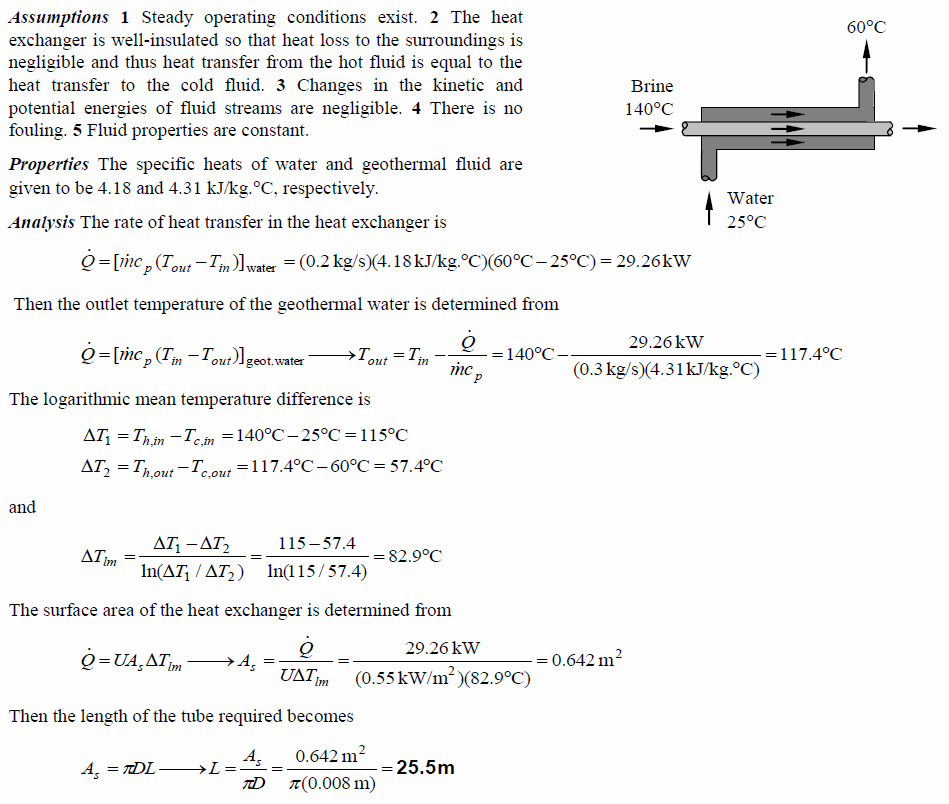 Assumptions 1 Steady operating conditions exist. 2 The heat
exchanger is well-insulated so that heat loss to the surroundings is
negligible and thus heat transfer from the hot fluid is equal to the
heat transfer to the cold fluid. 3 Changes in the kinetic and
potential energies of fluid streams are negligible. 4 There is no
fouling. 5 Fluid properties are constant.
60°C
Brine
140°C
Water
25°C
Properties The specific heats of water and geothermal fluid are
given to be 4.18 and 4.31 kJ/kg.°C, respectively.
Analysis The rate of heat transfer in the heat exchanger is
Q̇ = [ṁc_p(T_out − T_in)]_water = (0.2 kg/s)(4.18 kJ/kg.°C)(60°C − 25°C) = 29.26 kW
Then the outlet temperature of the geothermal water is determined from
Q̇ = [ṁc_p(T_in − T_out)]_geot.water ⟶ T_out = T_in − Q̇/(ṁc_p) = 140°C − 29.26 kW/((0.3 kg/s)(4.31 kJ/kg.°C)) = 117.4°C
The logarithmic mean temperature difference is
ΔT₁ = T_h,in − T_c,in = 140°C − 25°C = 115°C
ΔT₂ = T_h,out − T_c,out = 117.4°C − 60°C = 57.4°C
and
ΔT_lm = (ΔT₁ − ΔT₂)/(ln(ΔT₁ / ΔT₂)) = (115 − 57.4)/(ln(115 / 57.4)) = 82.9°C
The surface area of the heat exchanger is determined from
Q̇ = UA_sΔT_lm ⟶ A_s = Q̇/(UΔT_lm) = 29.26 kW/((0.55 kW/m²)(82.9°C)) = 0.642 m²
Then the length of the tube required becomes
A_s = πDL ⟶ L = A_s/(πD) = 0.642 m²/(π(0.008 m)) = 25.5m